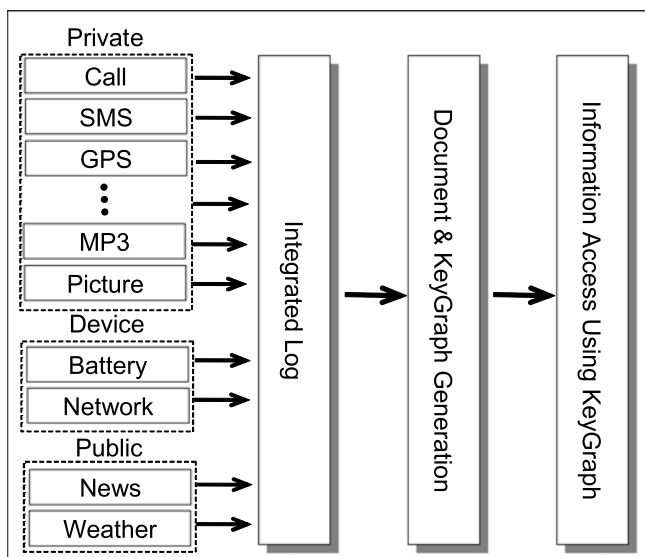 Private
Call
SMS
GPS
MP3
Picture
Device
Battery
Network
Public
News
Weather
Integrated Log
Document & KeyGraph Generation
Information Access Using KeyGraph